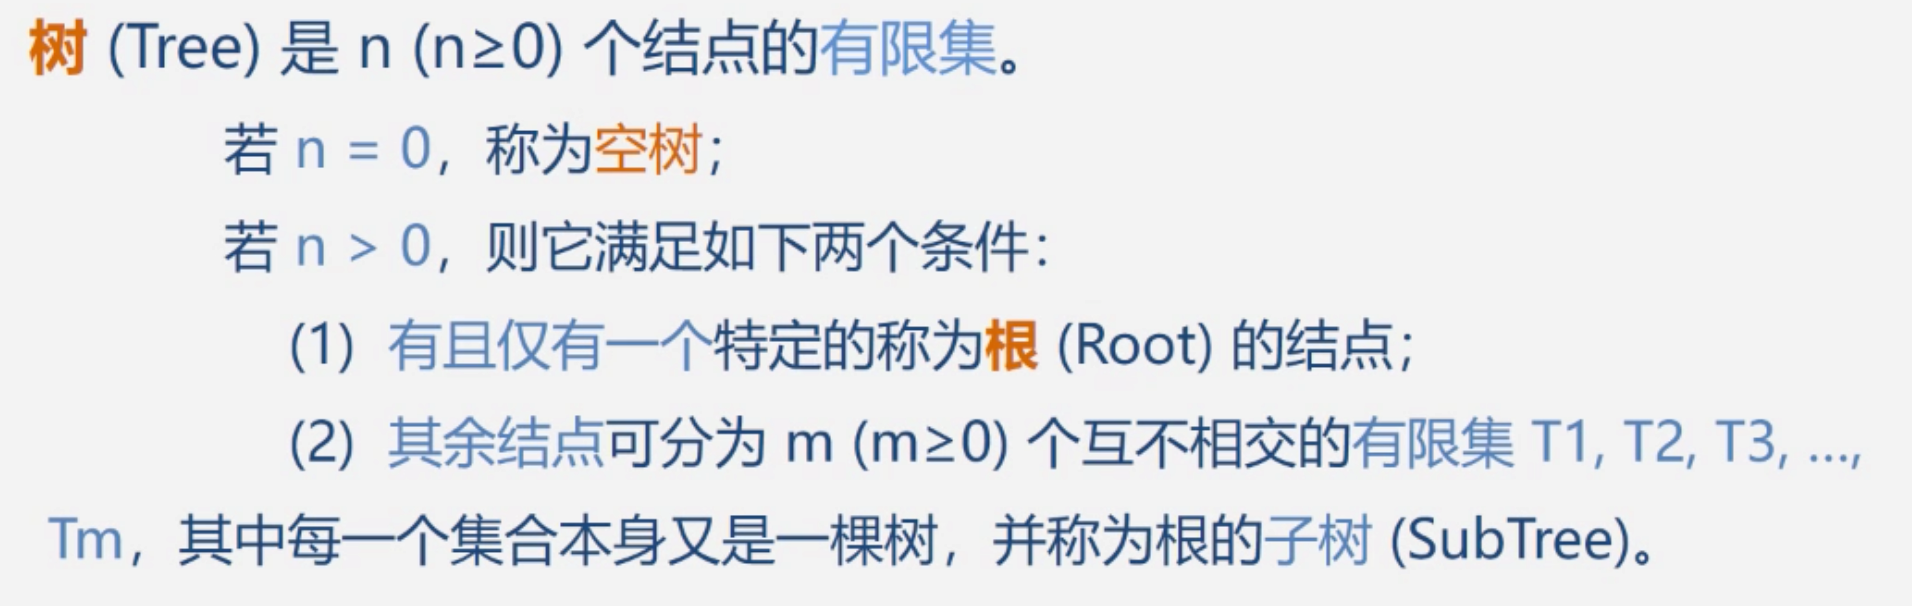 树 (Tree) 是 n (n≥0) 个结点的有限集。
若 n = 0，称为空树；
若 n > 0，则它满足如下两个条件：
(1) 有且仅有一个特定的称为根 (Root) 的结点；
(2) 其余结点可分为 m (m≥0) 个互不相交的有限集 T1, T2, T3, …,
Tm，其中每一个集合本身又是一棵树，并称为根的子树 (SubTree)。